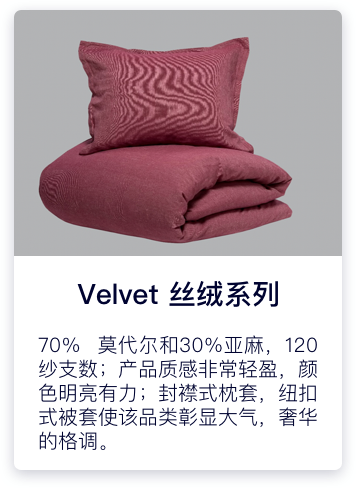 Velvet 丝绒系列
70%  莫代尔和30%亚麻，120
纱支数；产品质感非常轻盈，颜
色明亮有力；封襟式枕套，纽扣
式被套使该品类彰显大气，奢华
的格调。